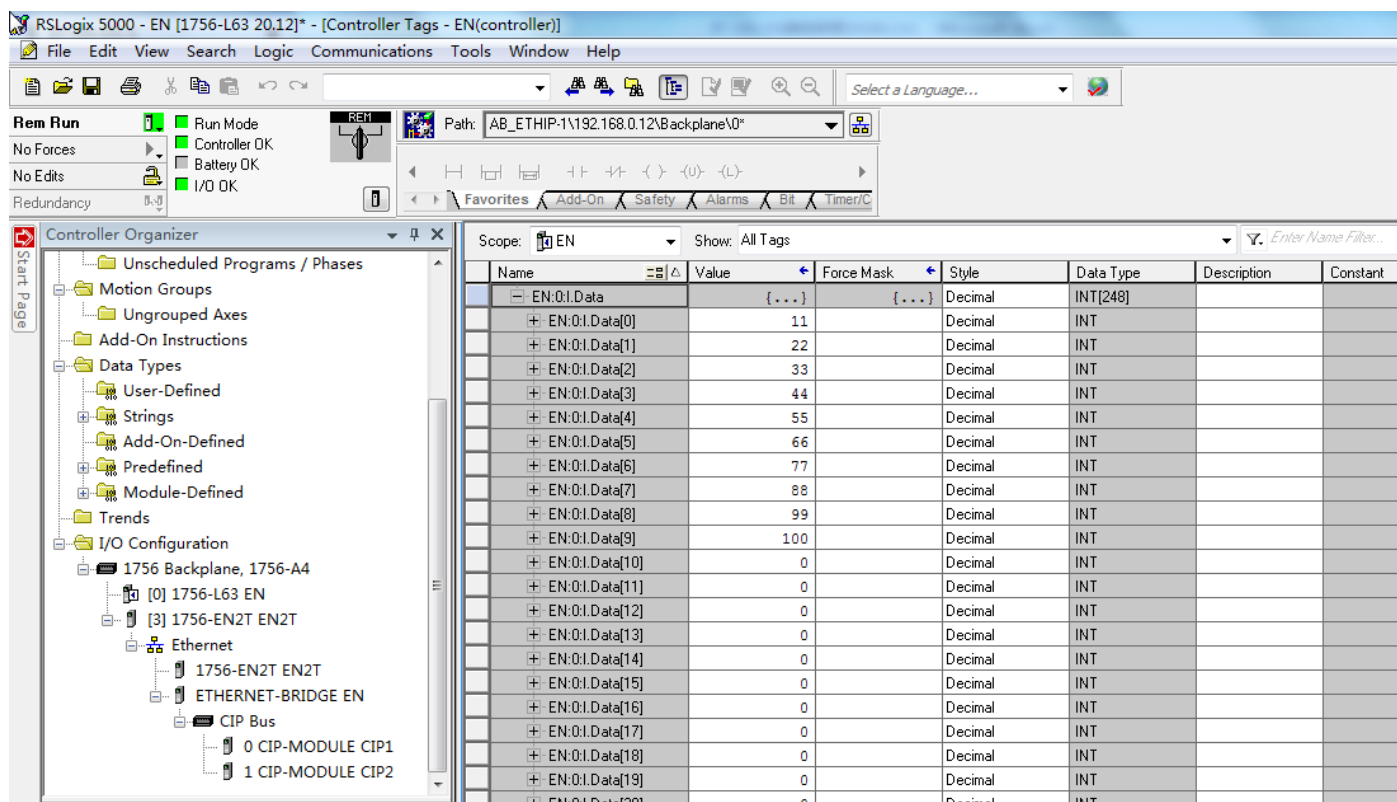 RSLogix 5000 - EN [1756-L63 20.12]* - [Controller Tags - EN(controller)]
File Edit View Search Logic Communications Tools Window Help
Select a Language...
Rem Run
No Forces
No Edits
Redundancy
Run Mode
Controller OK
Battery OK
I/O OK
REM
Path: AB_ETHIP-1\192.168.0.12\Backplane\0*
Favorites Add-On Safety Alarms Bit Timer/C
Start Page
Controller Organizer
Unscheduled Programs / Phases
Motion Groups
Ungrouped Axes
Add-On Instructions
Data Types
User-Defined
Strings
Add-On-Defined
Predefined
Module-Defined
Trends
I/O Configuration
1756 Backplane, 1756-A4
[0] 1756-L63 EN
[3] 1756-EN2T EN2T
Ethernet
1756-EN2T EN2T
ETHERNET-BRIDGE EN
CIP Bus
0 CIP-MODULE CIP1
1 CIP-MODULE CIP2
Scope: EN Show: All Tags Enter Name Filter...
Name Value Force Mask Style Data Type Description Constant
EN:0:I.Data {...} {...} Decimal INT[248]
EN:0:I.Data[0] 11 Decimal INT
EN:0:I.Data[1] 22 Decimal INT
EN:0:I.Data[2] 33 Decimal INT
EN:0:I.Data[3] 44 Decimal INT
EN:0:I.Data[4] 55 Decimal INT
EN:0:I.Data[5] 66 Decimal INT
EN:0:I.Data[6] 77 Decimal INT
EN:0:I.Data[7] 88 Decimal INT
EN:0:I.Data[8] 99 Decimal INT
EN:0:I.Data[9] 100 Decimal INT
EN:0:I.Data[10] 0 Decimal INT
EN:0:I.Data[11] 0 Decimal INT
EN:0:I.Data[12] 0 Decimal INT
EN:0:I.Data[13] 0 Decimal INT
EN:0:I.Data[14] 0 Decimal INT
EN:0:I.Data[15] 0 Decimal INT
EN:0:I.Data[16] 0 Decimal INT
EN:0:I.Data[17] 0 Decimal INT
EN:0:I.Data[18] 0 Decimal INT
EN:0:I.Data[19] 0 Decimal INT